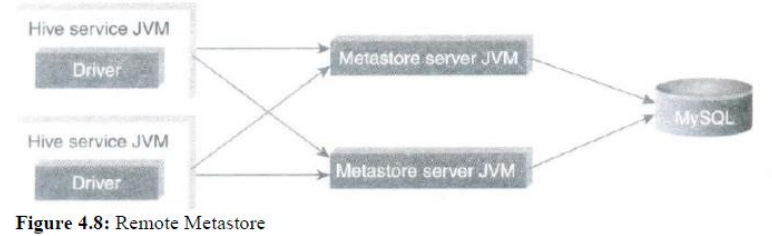 Hive service JVM
Driver
Metastore server JVM
MySQL
Hive service JVM
Driver
Metastore server JVM
Figure 4.8: Remote Metastore